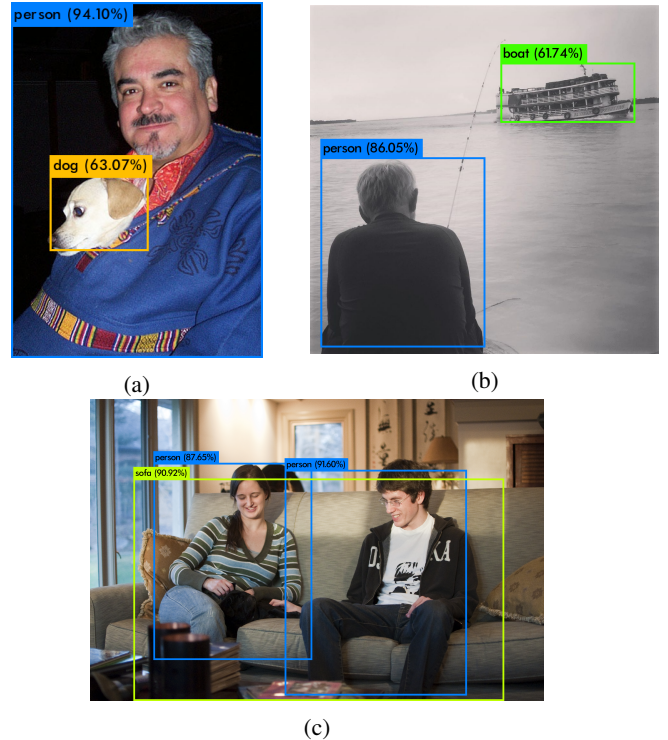 person (94.10%)
dog (63.07%)
(a)
boat (61.74%)
person (86.05%)
(b)
person (87.65%)
person (91.60%)
sofa (90.92%)
(c)